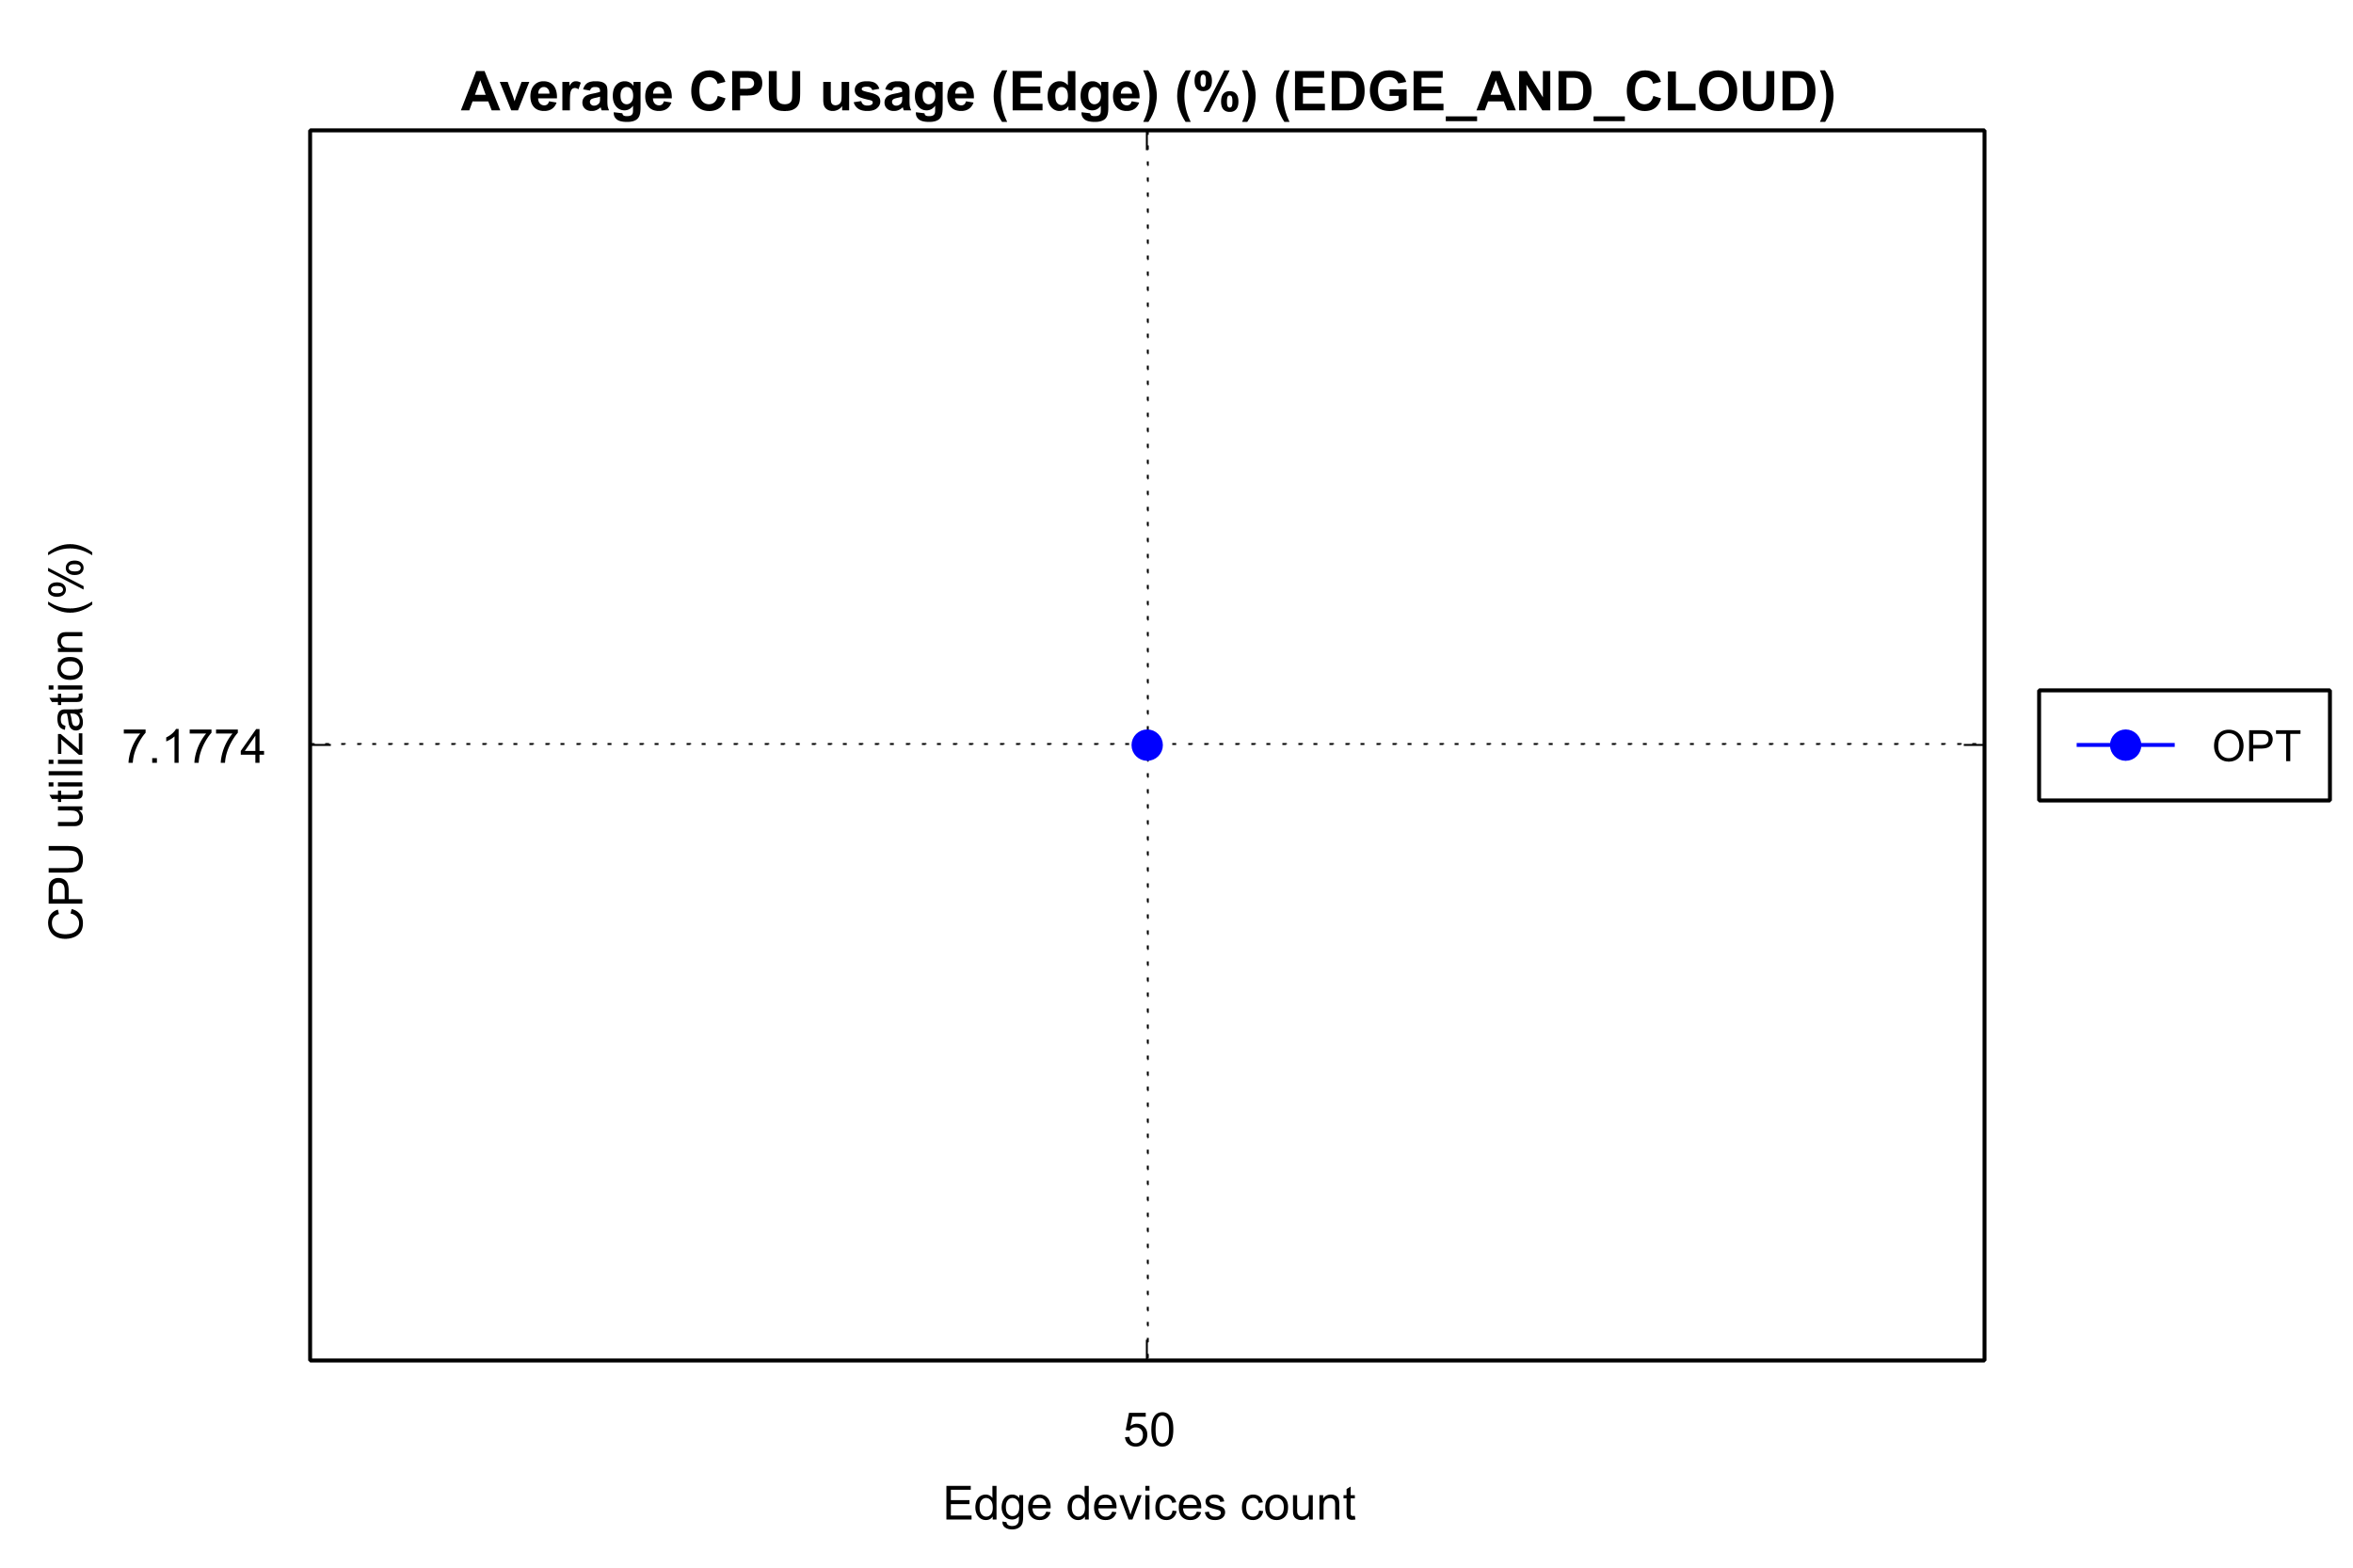 Average CPU usage (Edge) (%) (EDGE_AND_CLOUD)
CPU utilization (%)
7.1774
OPT
50
Edge devices count